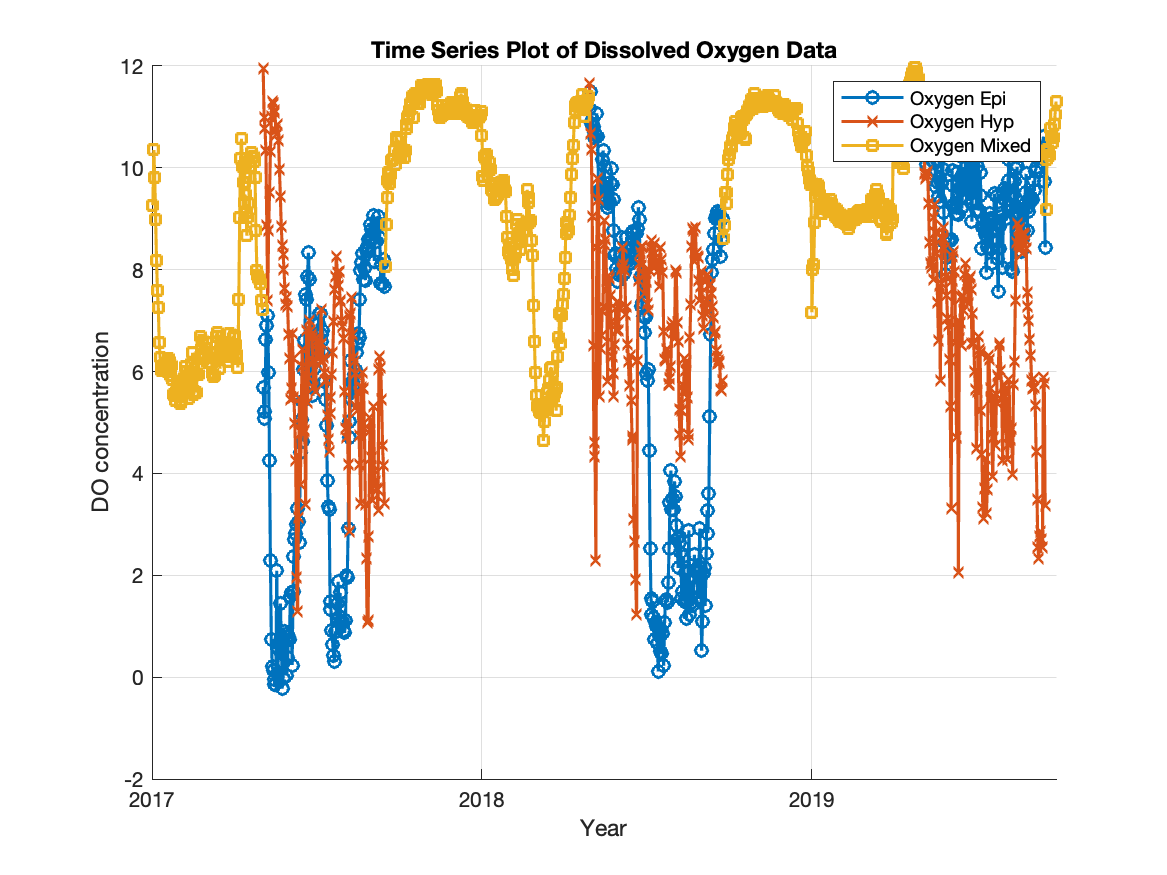 Time Series Plot of Dissolved Oxygen Data
12
10
8
6
4
2
0
-2
DO concentration
Oxygen Epi
Oxygen Hyp
Oxygen Mixed
2017
2018
2019
Year